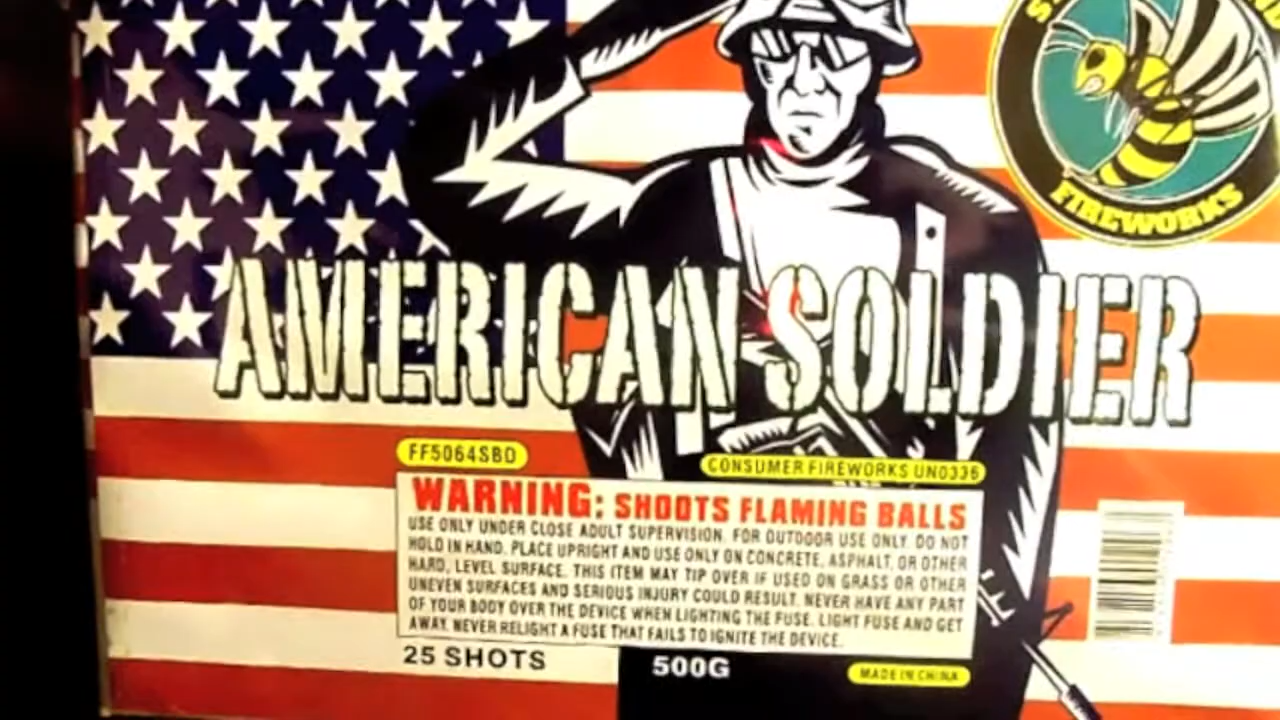 FIREWORKS
AMERICAN SOLDIER
FF5064SBD
CONSUMER FIREWORKS UN0336
WARNING: SHOOTS FLAMING BALLS
USE ONLY UNDER CLOSE ADULT SUPERVISION. FOR OUTDOOR USE ONLY. DO NOT
HOLD IN HAND. PLACE UPRIGHT AND USE ONLY ON CONCRETE, ASPHALT, OR OTHER
HARD, LEVEL SURFACE. THIS ITEM MAY TIP OVER IF USED ON GRASS OR OTHER
UNEVEN SURFACES AND SERIOUS INJURY COULD RESULT. NEVER HAVE ANY PART
OF YOUR BODY OVER THE DEVICE WHEN LIGHTING THE FUSE. LIGHT FUSE AND GET
AWAY. NEVER RELIGHT A FUSE THAT FAILS TO IGNITE THE DEVICE.
25 SHOTS
500G
MADE IN CHINA